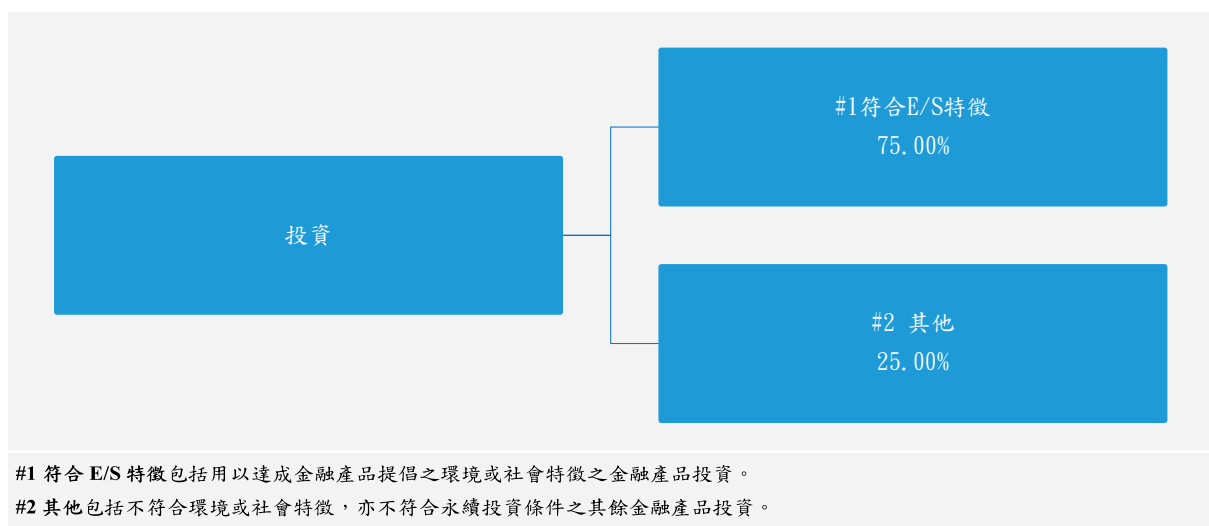 投資
#1符合E/S特徵
75.00%
#2 其他
25.00%
#1 符合 E/S 特徵包括用以達成金融產品提倡之環境或社會特徵之金融產品投資。
#2 其他包括不符合環境或社會特徵，亦不符合永續投資條件之其餘金融產品投資。